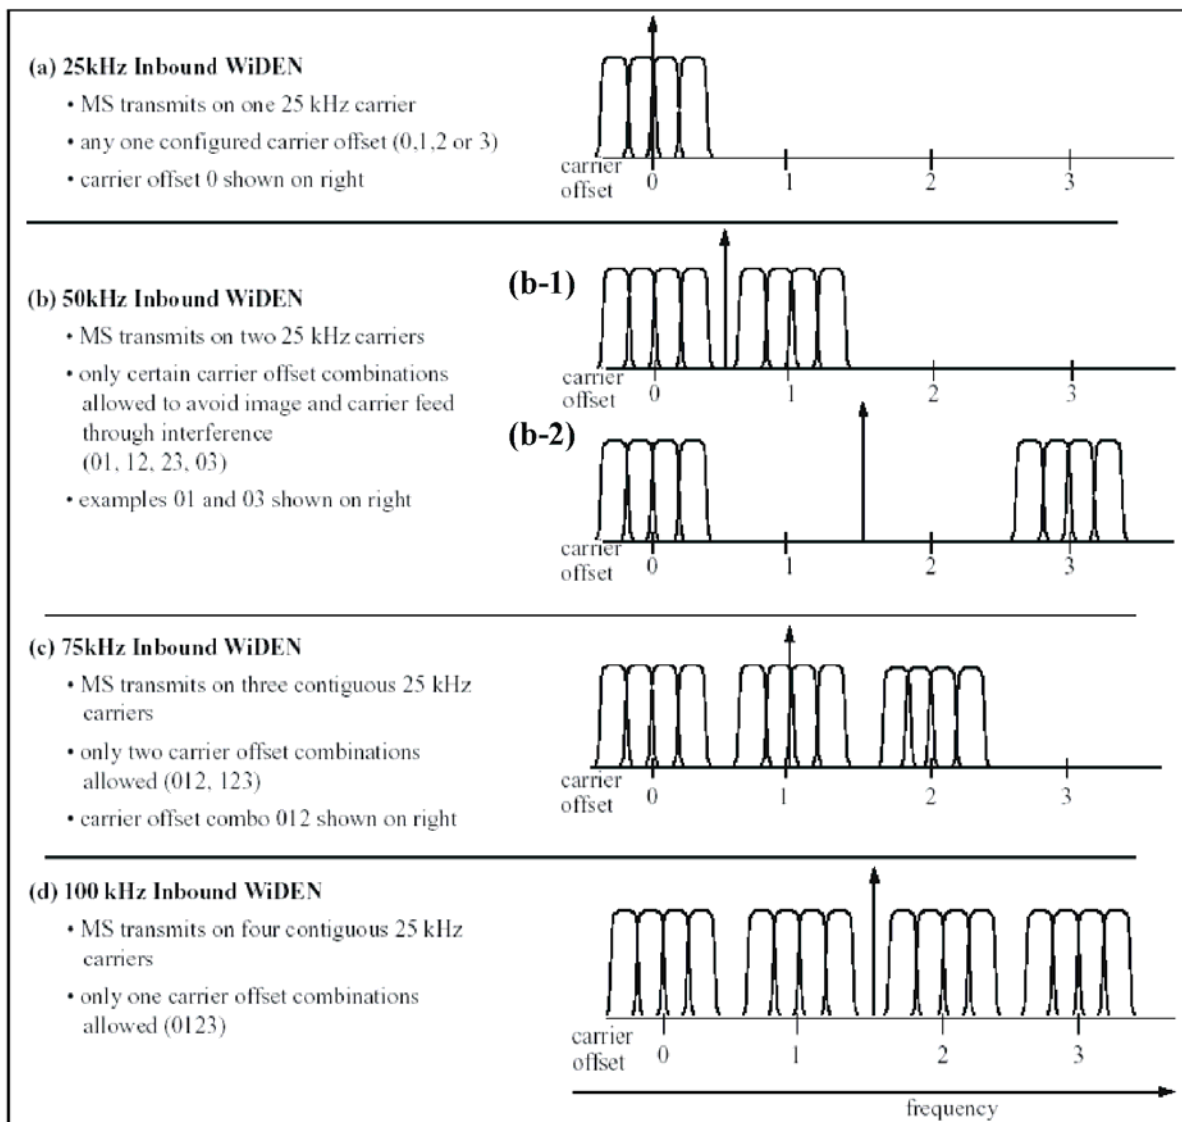 (a) 25kHz Inbound WiDEN
• MS transmits on one 25 kHz carrier
• any one configured carrier offset (0,1,2 or 3)
• carrier offset 0 shown on right
carrier
offset
0 1 2 3
(b) 50kHz Inbound WiDEN
• MS transmits on two 25 kHz carriers
• only certain carrier offset combinations
allowed to avoid image and carrier feed
through interference
(01, 12, 23, 03)
• examples 01 and 03 shown on right
(b-1)
carrier
offset
0 1 2 3
(b-2)
carrier
offset
0 1 2 3
(c) 75kHz Inbound WiDEN
• MS transmits on three contiguous 25 kHz
carriers
• only two carrier offset combinations
allowed (012, 123)
• carrier offset combo 012 shown on right
carrier
offset
0 1 2 3
(d) 100 kHz Inbound WiDEN
• MS transmits on four contiguous 25 kHz
carriers
• only one carrier offset combinations
allowed (0123)
carrier
offset
0 1 2 3
frequency